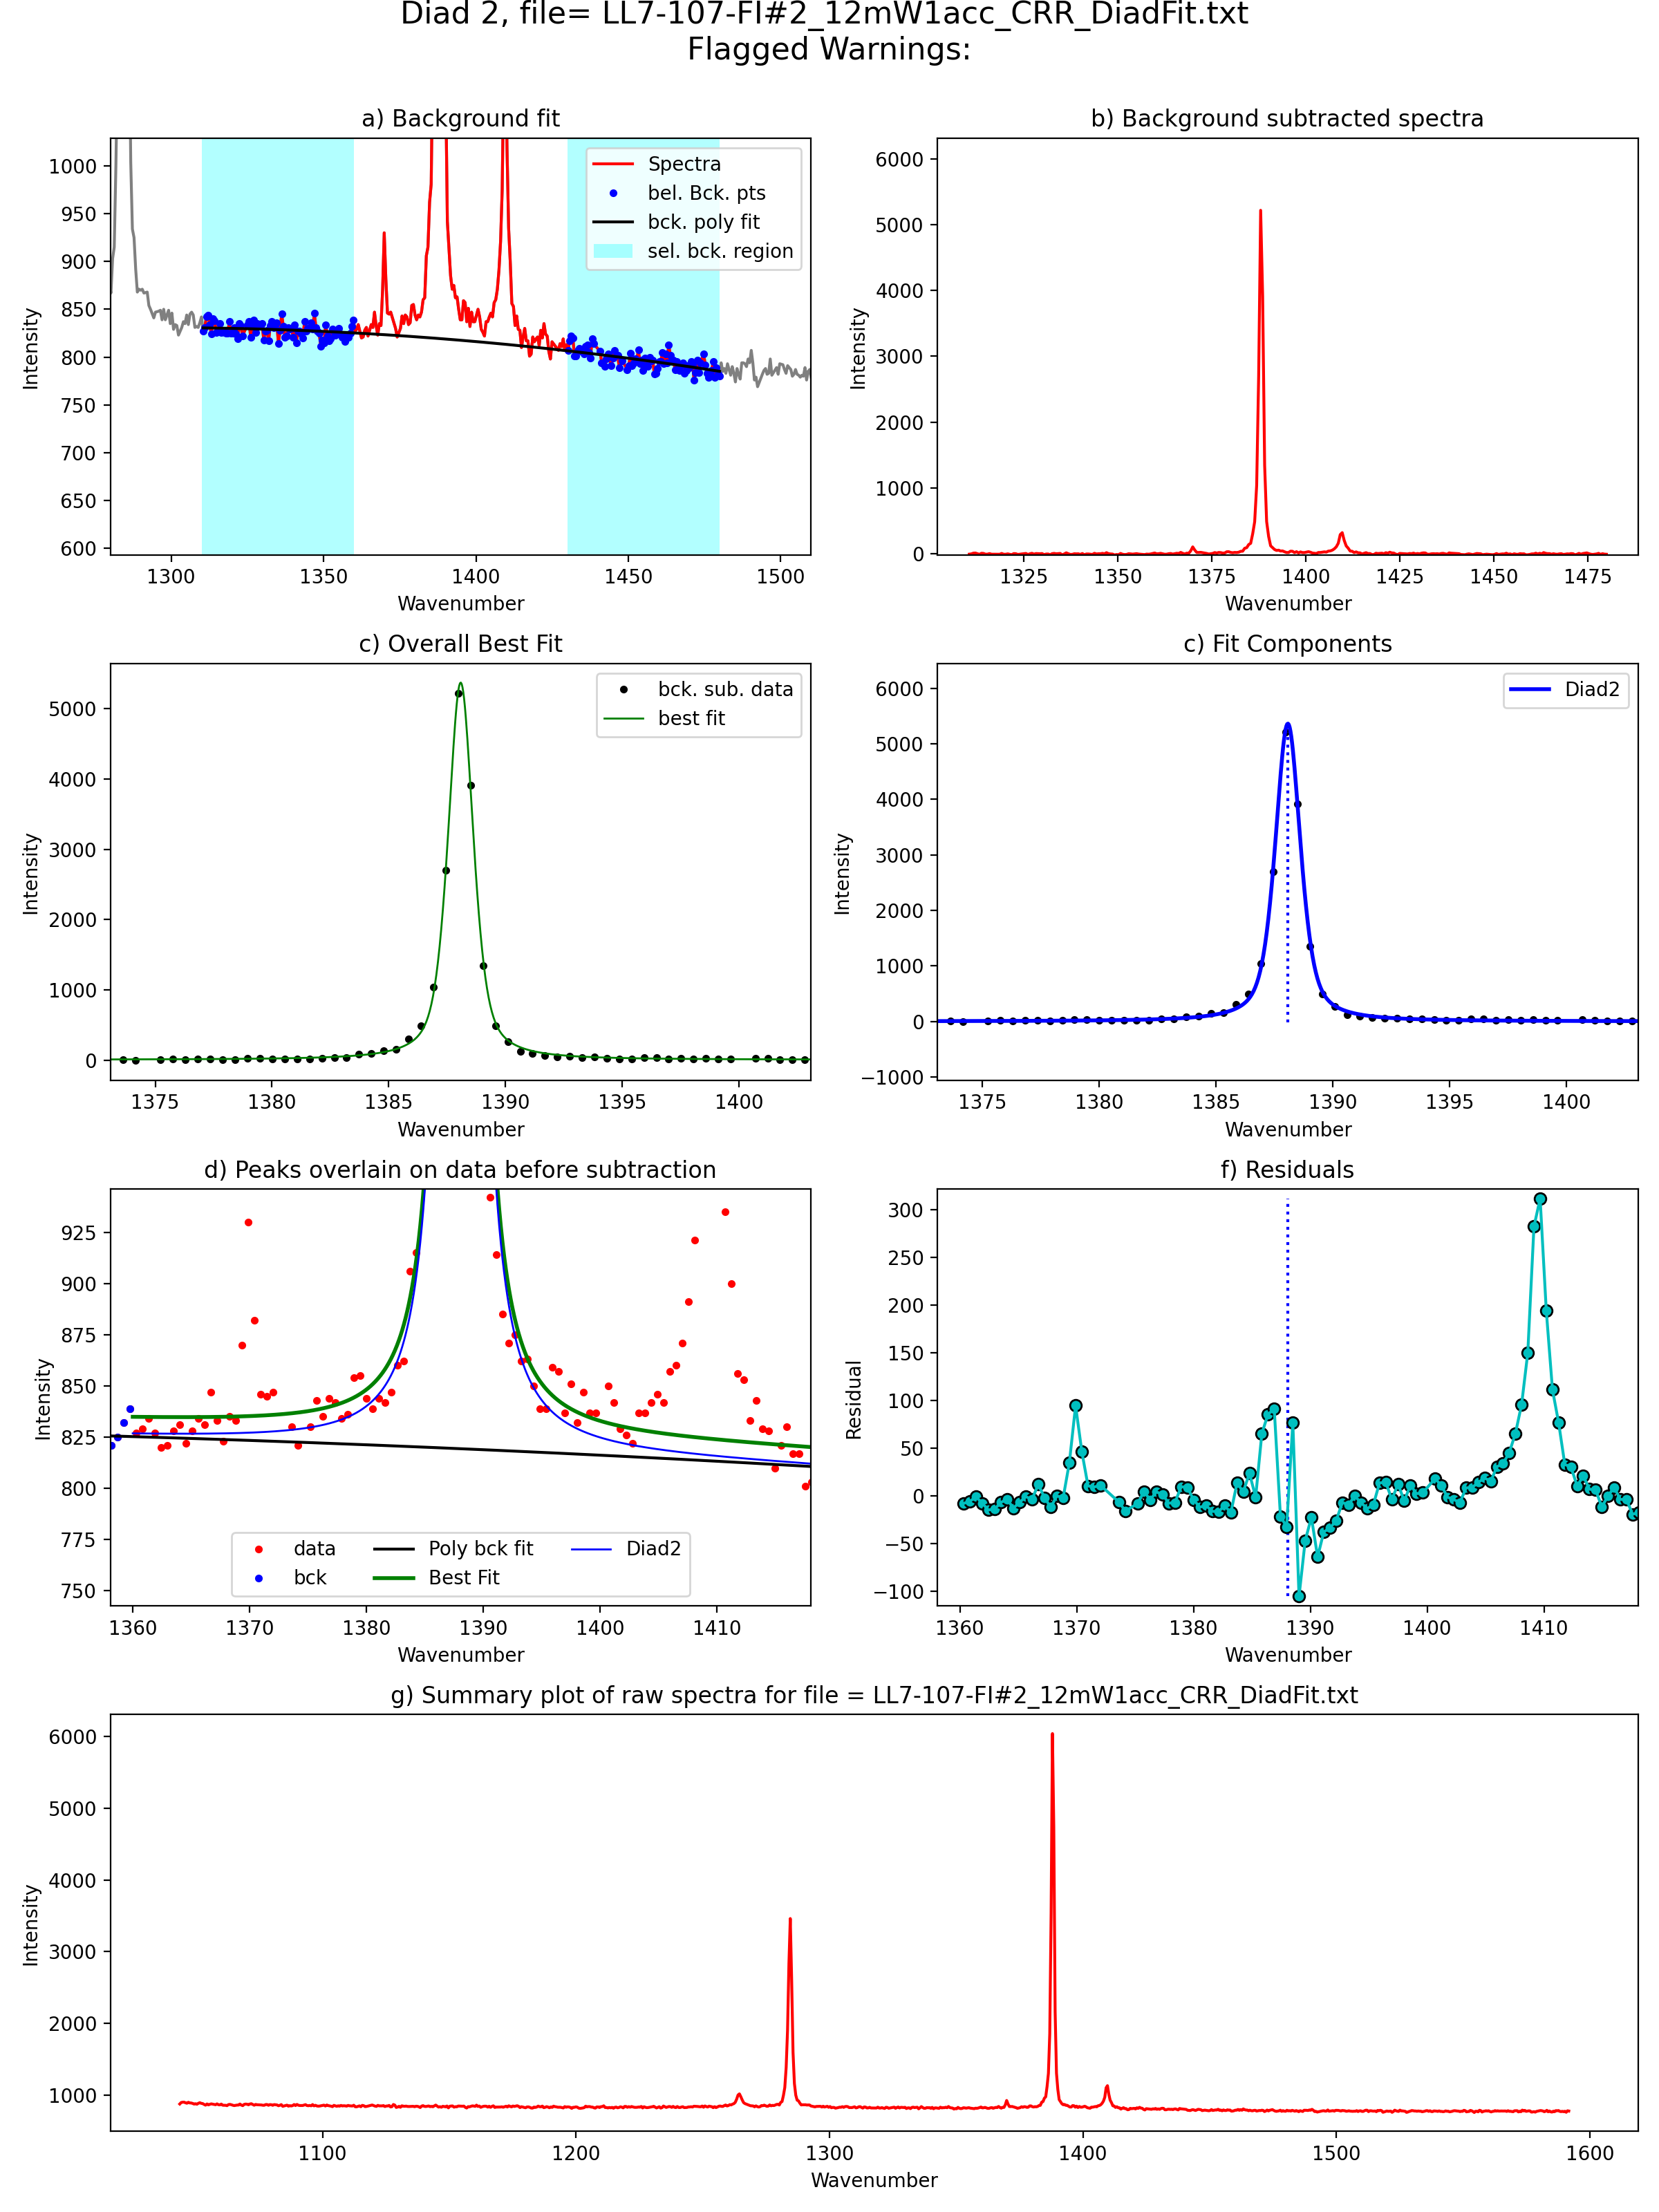 Diad 2, file= LL7-107-FI#2_12mW1acc_CRR_DiadFit.txt
Flagged Warnings:
a) Background fit
Intensity
1000
950
900
850
800
750
700
650
600
Spectra
bel. Bck. pts
bck. poly fit
sel. bck. region
1300 1350 1400 1450 1500
Wavenumber
b) Background subtracted spectra
Intensity
6000
5000
4000
3000
2000
1000
0
1325 1350 1375 1400 1425 1450 1475
Wavenumber
c) Overall Best Fit
Intensity
5000
4000
3000
2000
1000
0
bck. sub. data
best fit
1375 1380 1385 1390 1395 1400
Wavenumber
c) Fit Components
Intensity
6000
5000
4000
3000
2000
1000
0
−1000
Diad2
1375 1380 1385 1390 1395 1400
Wavenumber
d) Peaks overlain on data before subtraction
Intensity
925
900
875
850
825
800
775
750
data
bck
Poly bck fit
Best Fit
Diad2
1360 1370 1380 1390 1400 1410
Wavenumber
f) Residuals
Residual
300
250
200
150
100
50
0
−50
−100
1360 1370 1380 1390 1400 1410
Wavenumber
g) Summary plot of raw spectra for file = LL7-107-FI#2_12mW1acc_CRR_DiadFit.txt
Intensity
6000
5000
4000
3000
2000
1000
1100 1200 1300 1400 1500 1600
Wavenumber